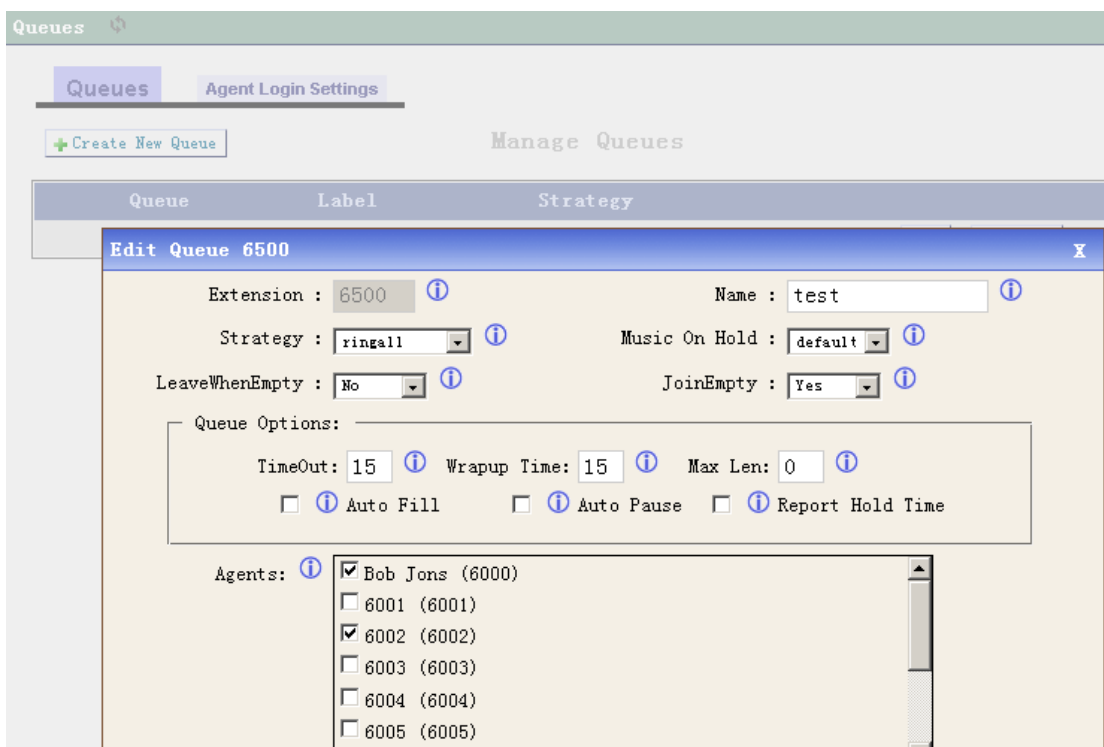 Queues
Queues Agent Login Settings
Create New Queue Manage Queues
Queue Label Strategy
Edit Queue 6500 X
Extension : 6500 Name : test
Strategy : ringall Music On Hold : default
LeaveWhenEmpty : No JoinEmpty : Yes
Queue Options:
TimeOut: 15 Wrapup Time: 15 Max Len: 0
Auto Fill Auto Pause Report Hold Time
Agents: Bob Jons (6000)
6001 (6001)
6002 (6002)
6003 (6003)
6004 (6004)
6005 (6005)